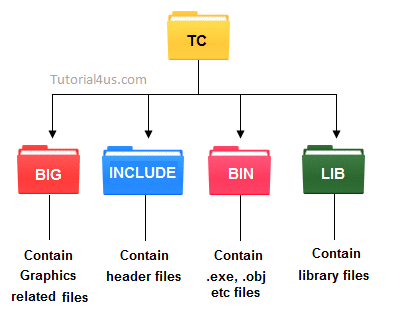 TC
Tutorial4us.com
BIG
INCLUDE
BIN
LIB
Contain
Graphics
related files
Contain
header files
Contain
.exe, .obj
etc files
Contain
library files